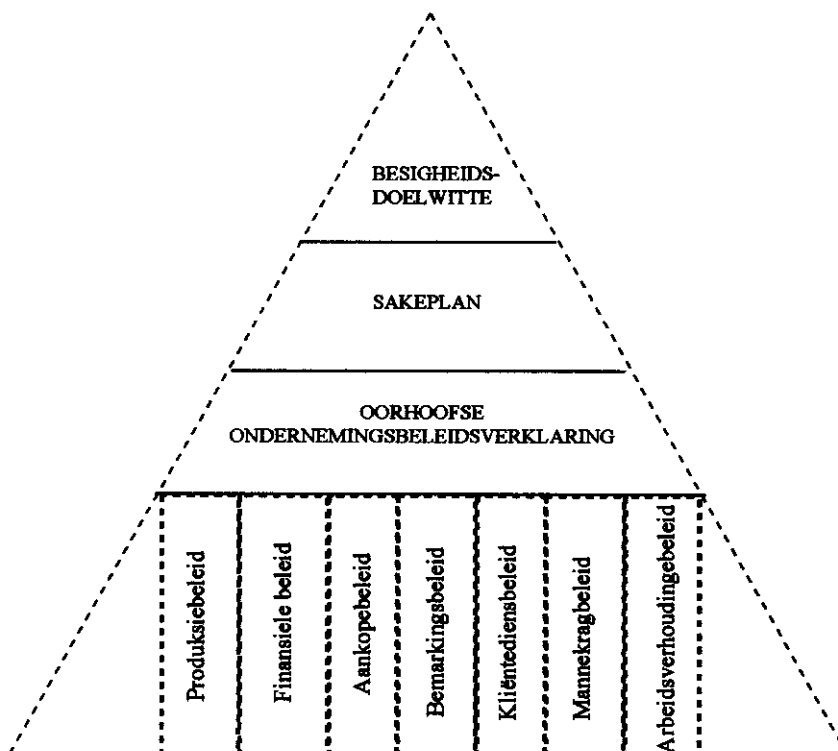 BESIGHEIDS-
DOELWITTE
SAKEPLAN
OORHOOFSE
ONDERNEMINGSBELEIDSVERKLARING
Produksiebeleid
Finansiele beleid
Aankopebeleid
Bemarkingsbeleid
Kliëntediensbeleid
Mannekragbeleid
Arbeidsverhoudingebeleid